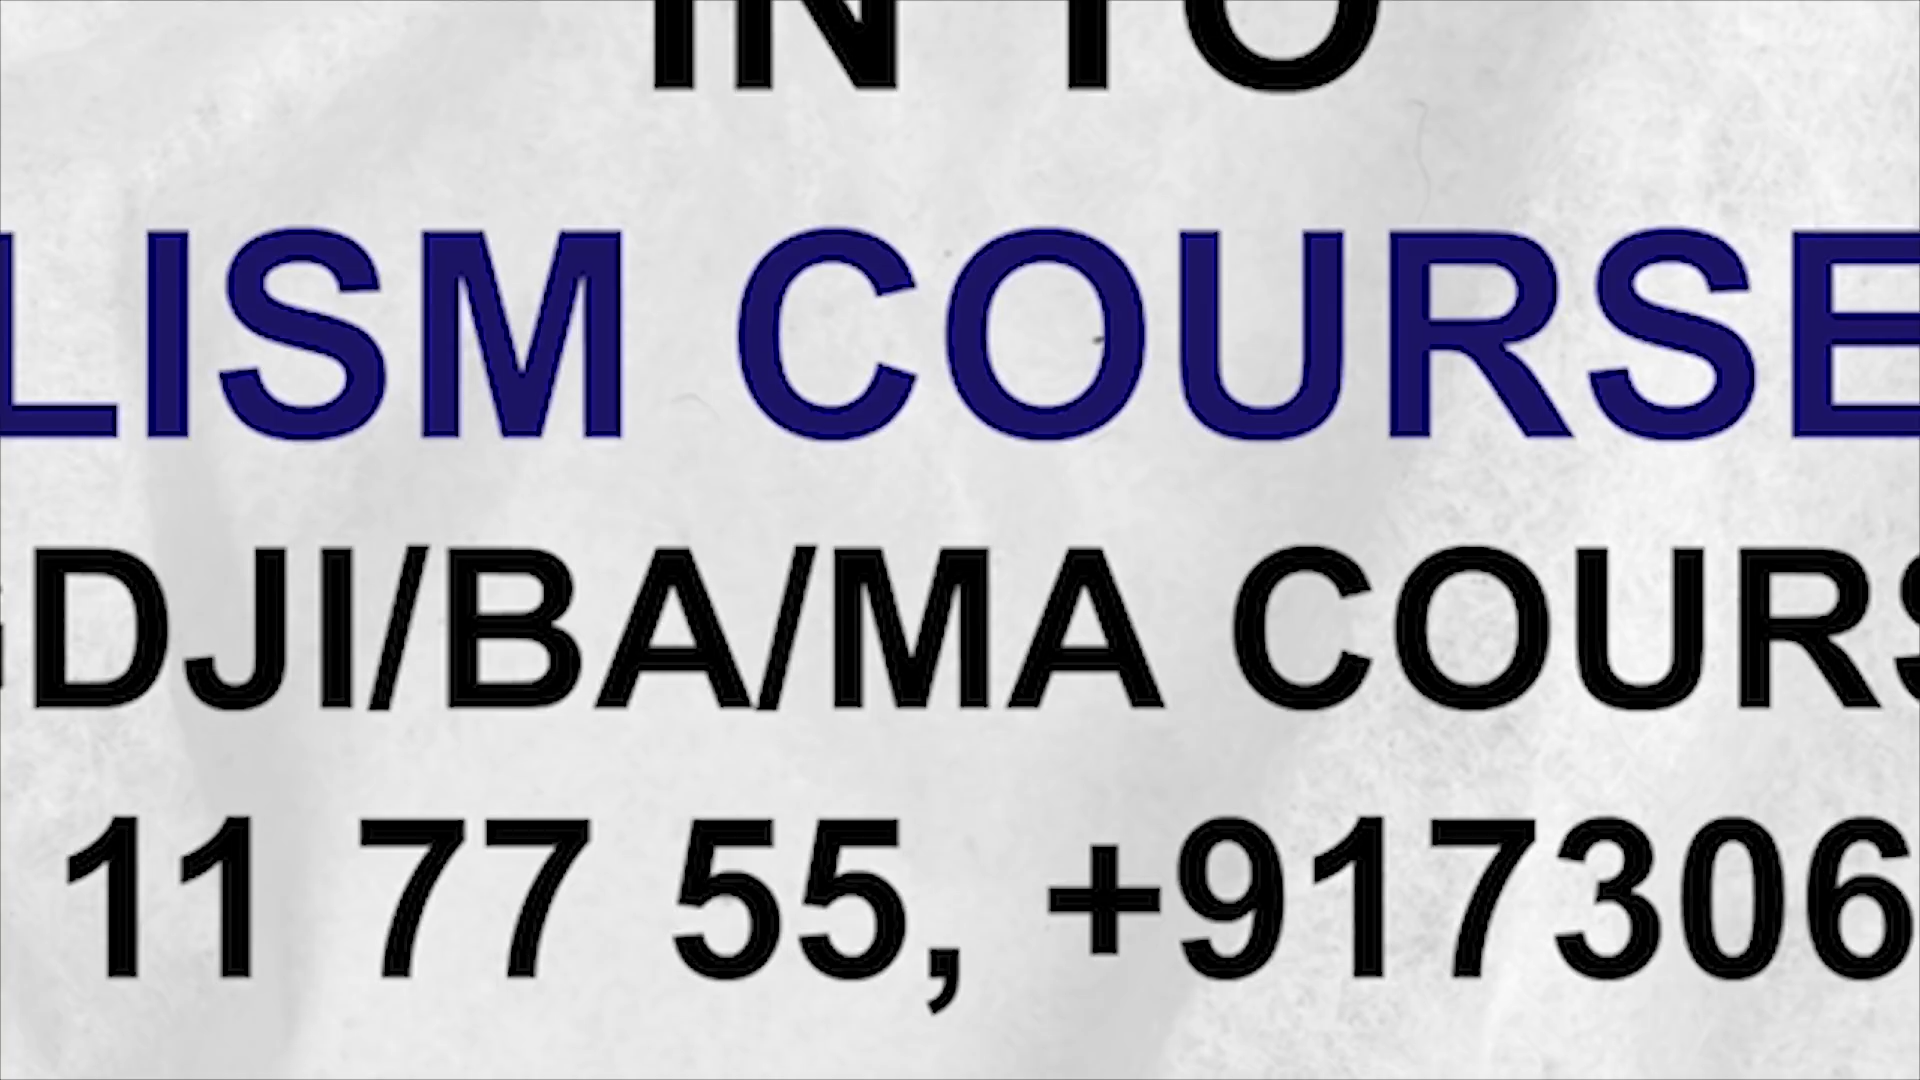 IN TO
LISM COURSE
DJI/BA/MA COURS
11 77 55, +917306